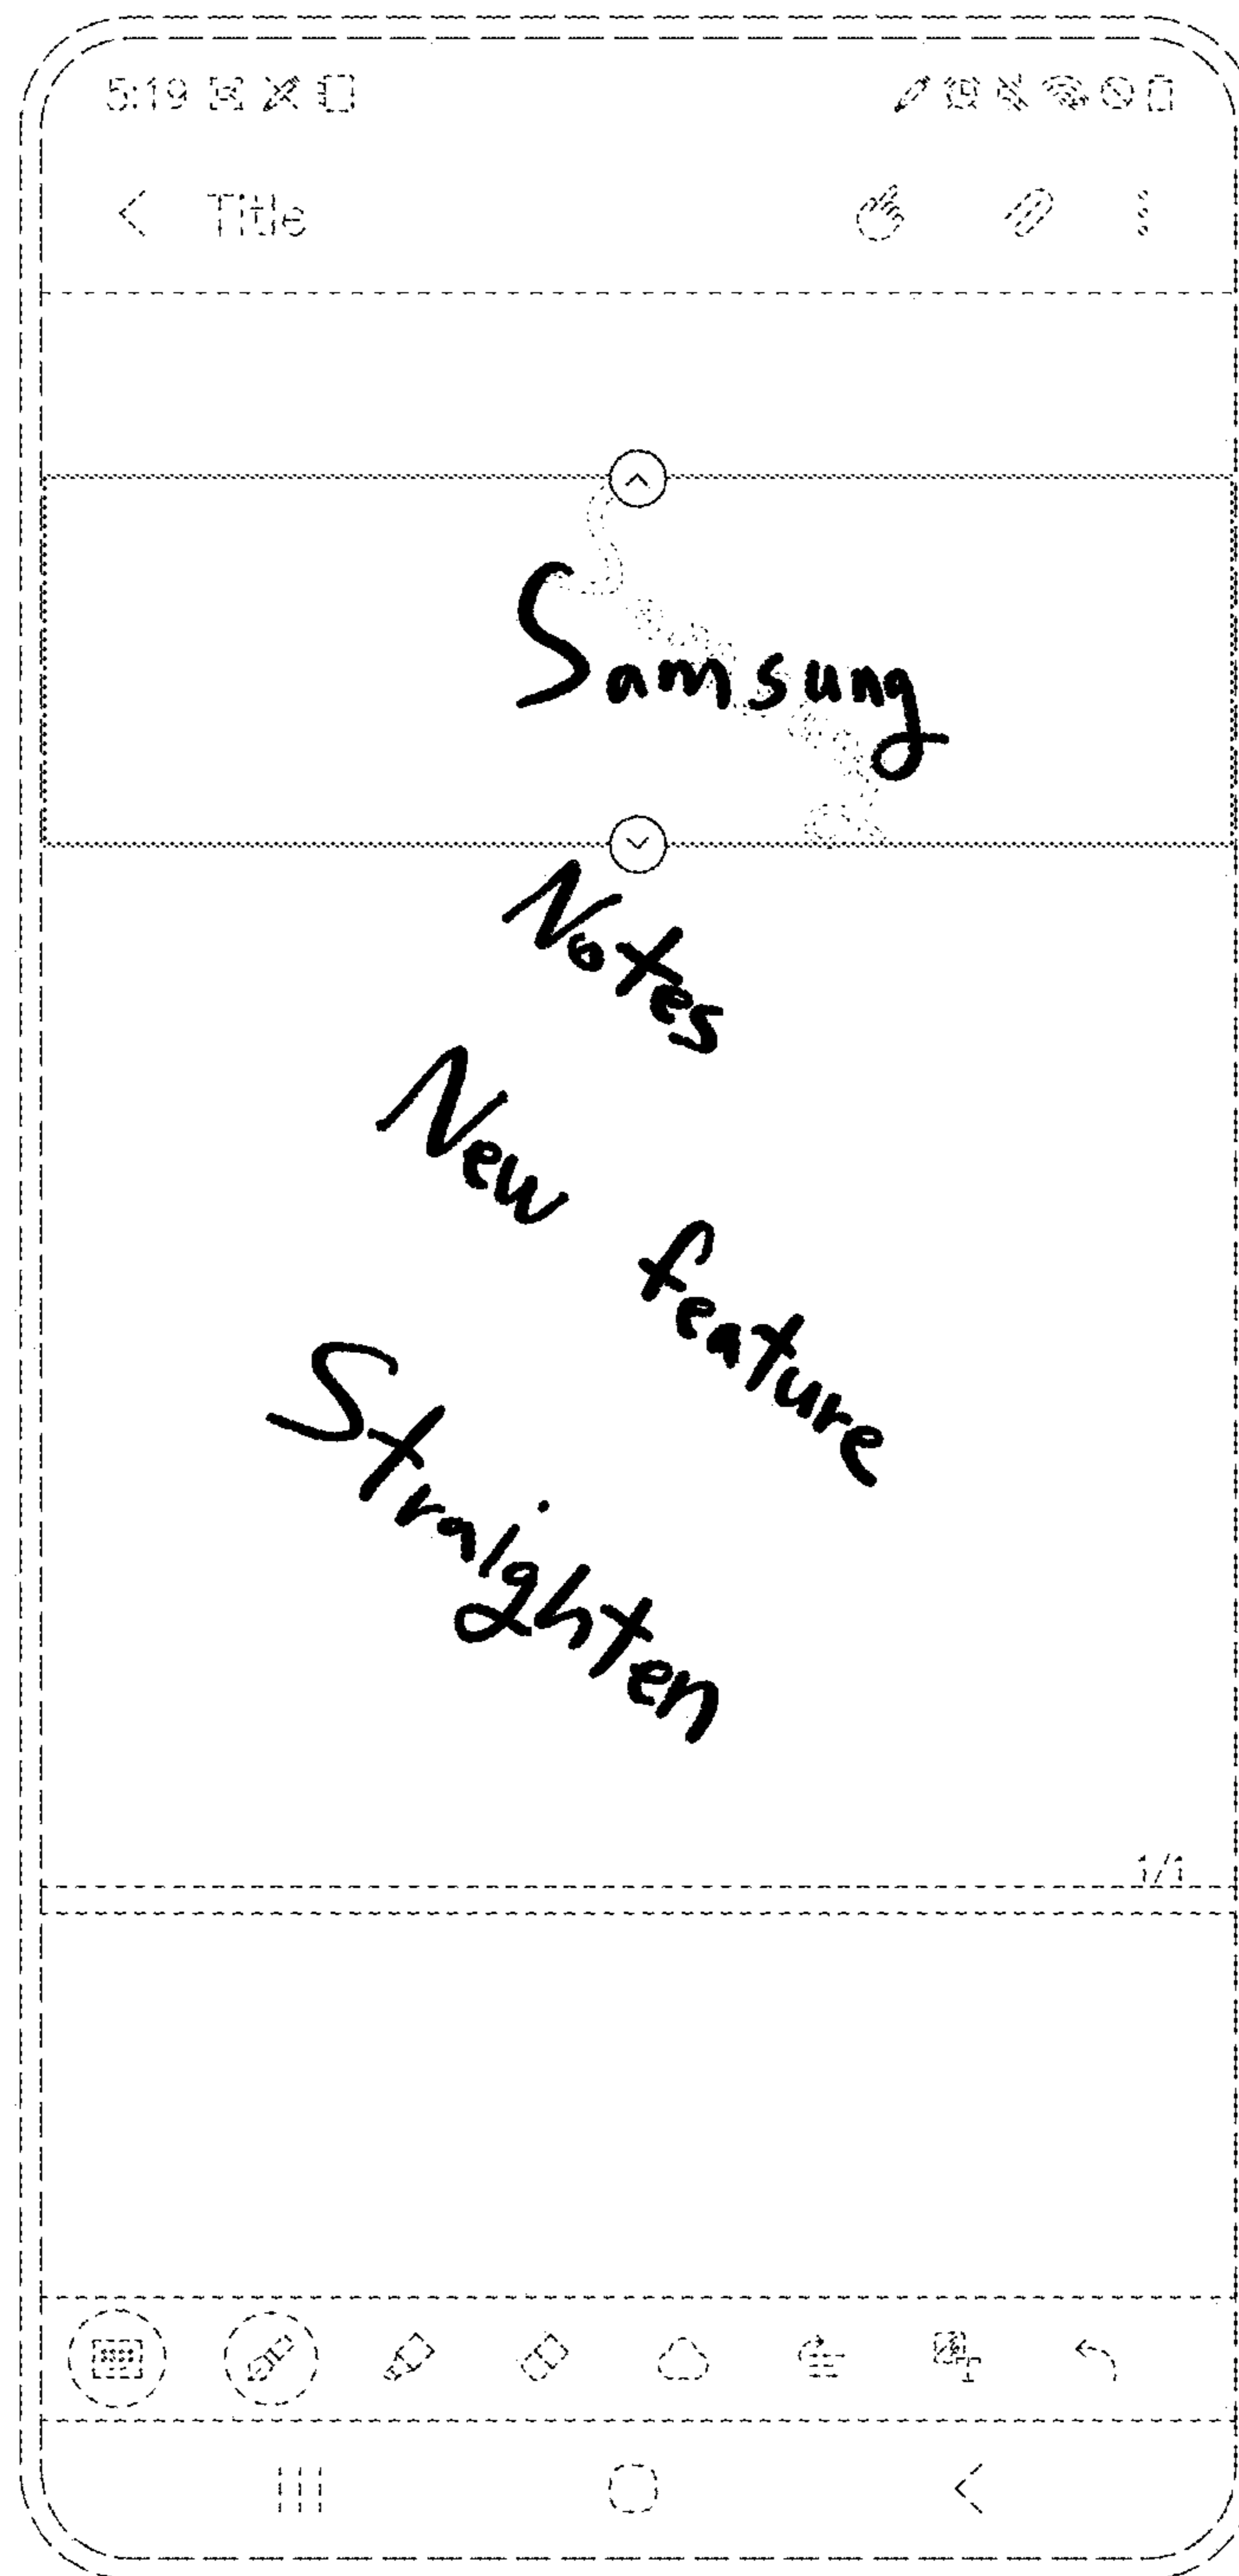 5:19
Title
Samsung
Notes
New feature
Straighten
1/1